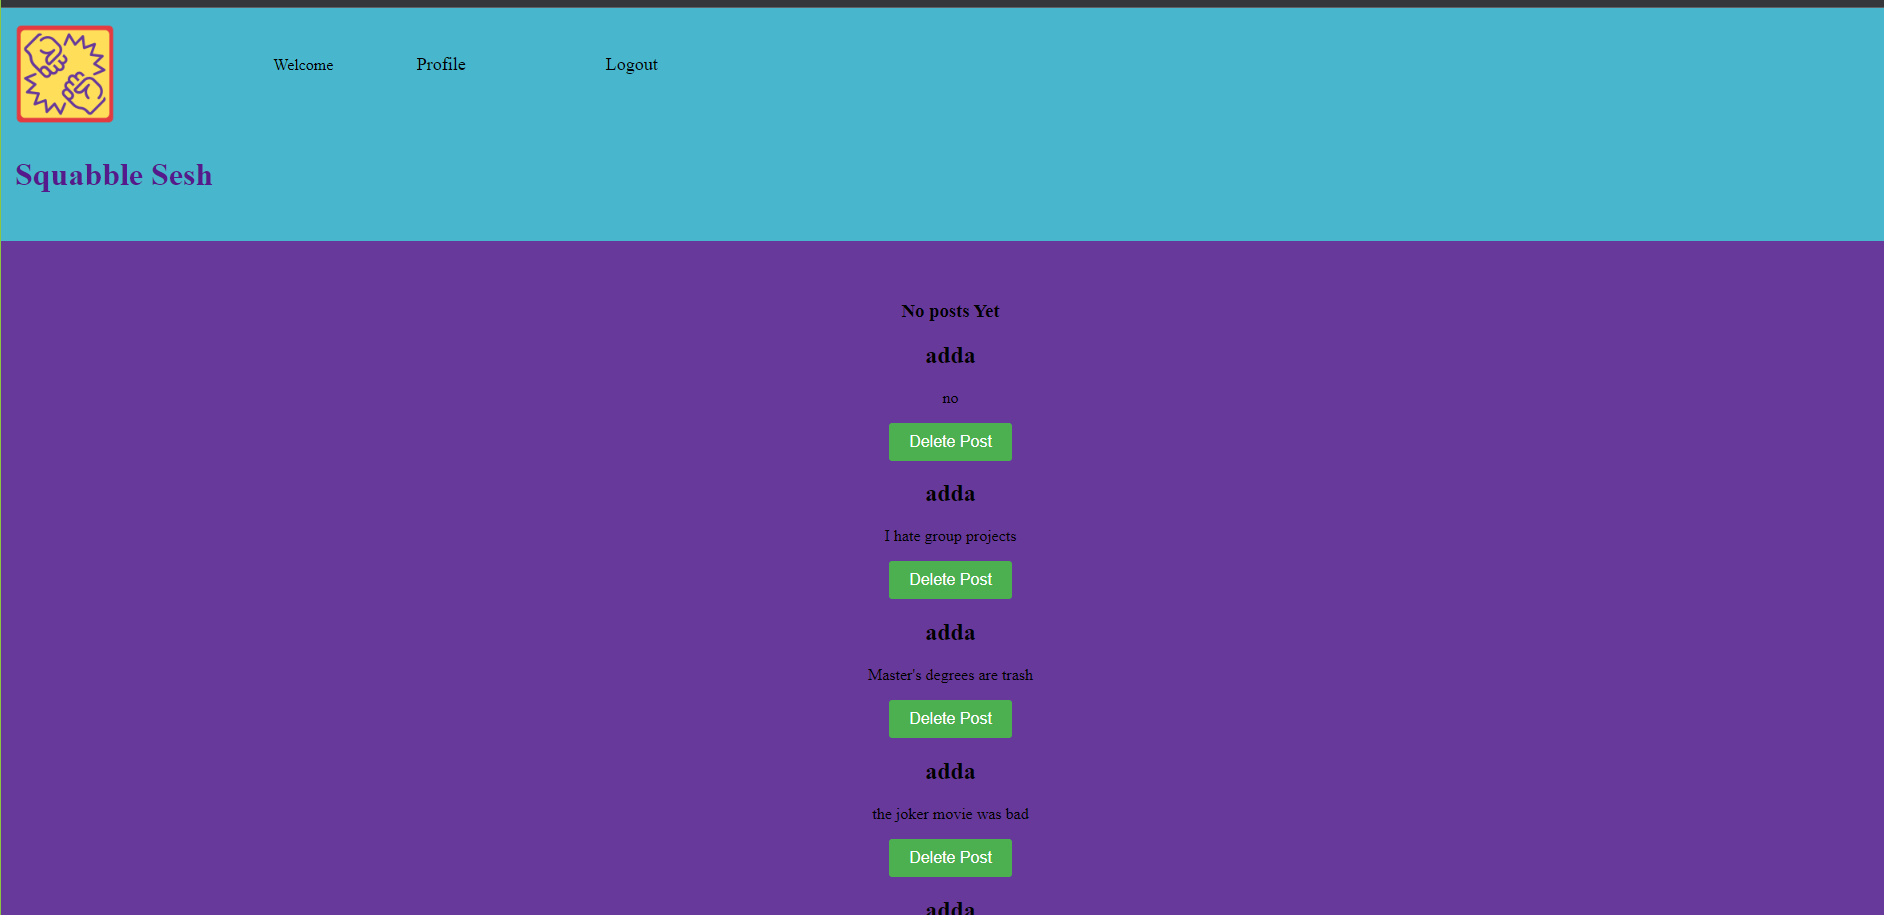 Welcome
Profile
Logout
Squabble Sesh
No posts Yet
adda
no
Delete Post
adda
I hate group projects
Delete Post
adda
Master's degrees are trash
Delete Post
adda
the joker movie was bad
Delete Post
adda